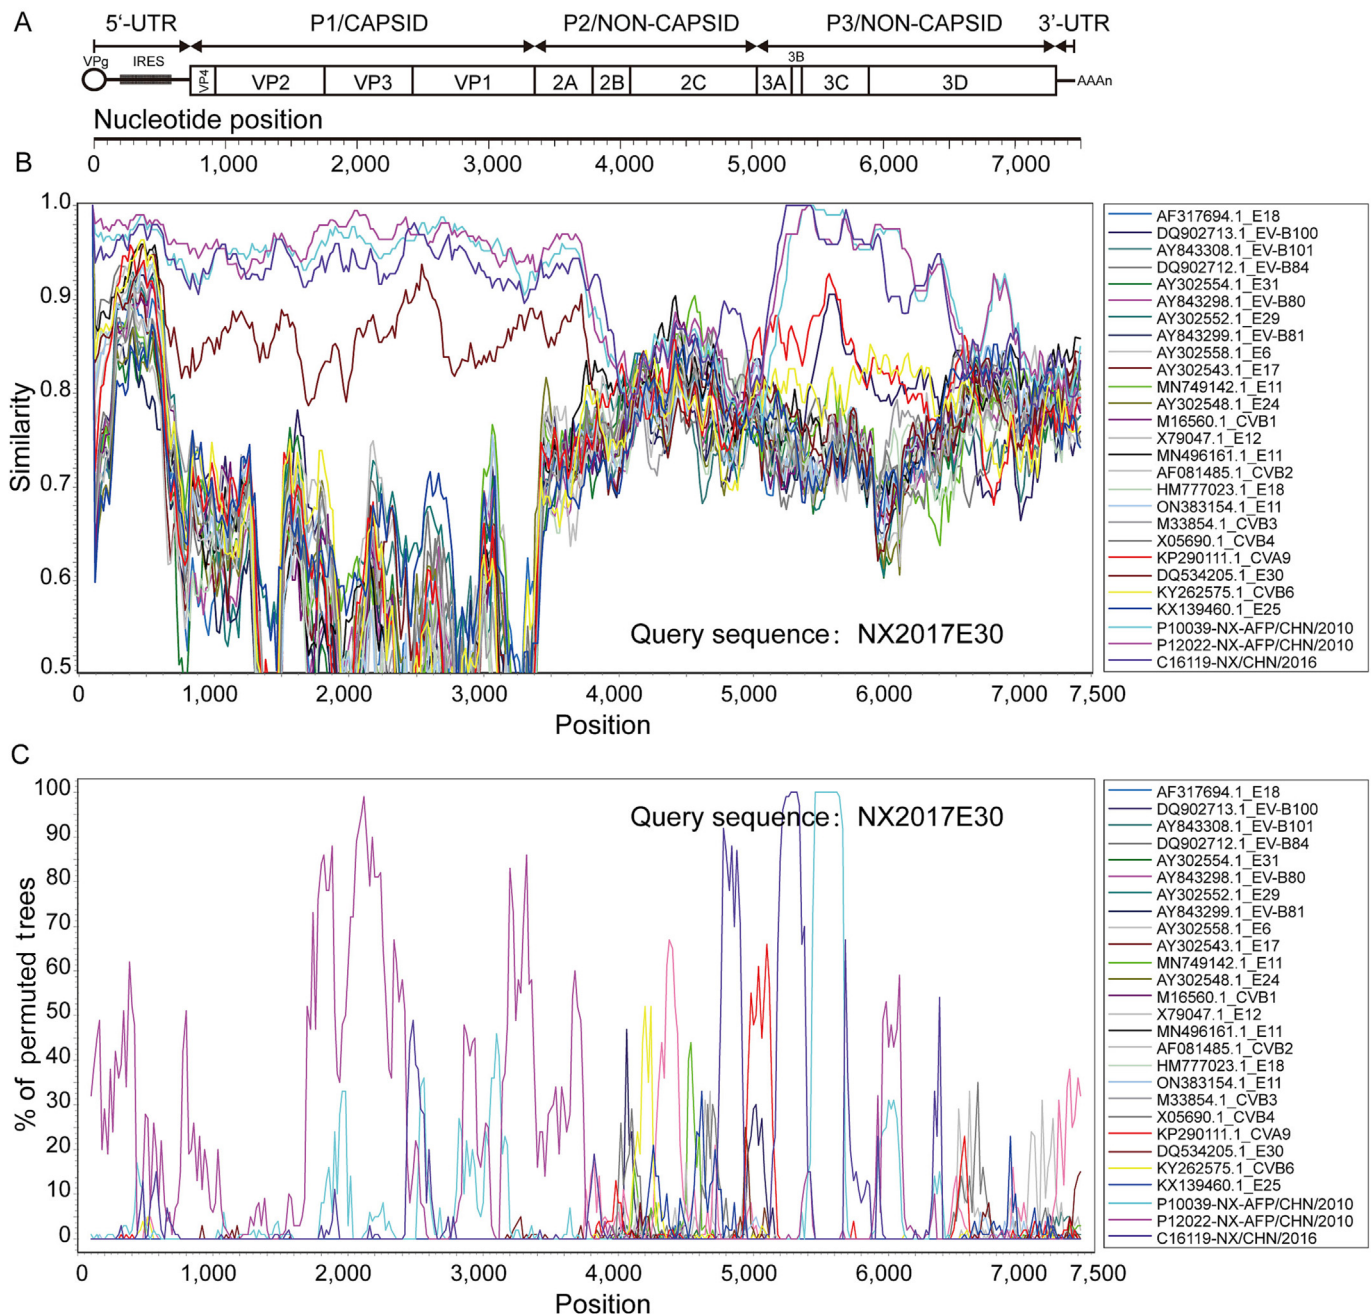 A
5'-UTR P1/CAPSID P2/NON-CAPSID P3/NON-CAPSID 3'-UTR
VPg IRES 3B
VP4 VP2 VP3 VP1 2A 2B 2C 3A 3C 3D AAAn
Nucleotide position
0 1,000 2,000 3,000 4,000 5,000 6,000 7,000
B
1.0
0.9
0.8
0.7
0.6
0.5
Similarity
Query sequence: NX2017E30
0 1,000 2,000 3,000 4,000 5,000 6,000 7,000 7,500
Position
AF317694.1_E18
DQ902713.1_EV-B100
AY843308.1_EV-B101
DQ902712.1_EV-B84
AY302554.1_E31
AY843298.1_EV-B80
AY302552.1_E29
AY843299.1_EV-B81
AY302558.1_E6
AY302543.1_E17
MN749142.1_E11
AY302548.1_E24
M16560.1_CVB1
X79047.1_E12
MN496161.1_E11
AF081485.1_CVB2
HM777023.1_E18
ON383154.1_E11
M33854.1_CVB3
X05690.1_CVB4
KP290111.1_CVA9
DQ534205.1_E30
KY262575.1_CVB6
KX139460.1_E25
P10039-NX-AFP/CHN/2010
P12022-NX-AFP/CHN/2010
C16119-NX/CHN/2016
C
100
90
80
70
60
50
40
30
20
10
0
% of permuted trees
Query sequence: NX2017E30
0 1,000 2,000 3,000 4,000 5,000 6,000 7,000 7,500
Position
AF317694.1_E18
DQ902713.1_EV-B100
AY843308.1_EV-B101
DQ902712.1_EV-B84
AY302554.1_E31
AY843298.1_EV-B80
AY302552.1_E29
AY843299.1_EV-B81
AY302558.1_E6
AY302543.1_E17
MN749142.1_E11
AY302548.1_E24
M16560.1_CVB1
X79047.1_E12
MN496161.1_E11
AF081485.1_CVB2
HM777023.1_E18
ON383154.1_E11
M33854.1_CVB3
X05690.1_CVB4
KP290111.1_CVA9
DQ534205.1_E30
KY262575.1_CVB6
KX139460.1_E25
P10039-NX-AFP/CHN/2010
P12022-NX-AFP/CHN/2010
C16119-NX/CHN/2016